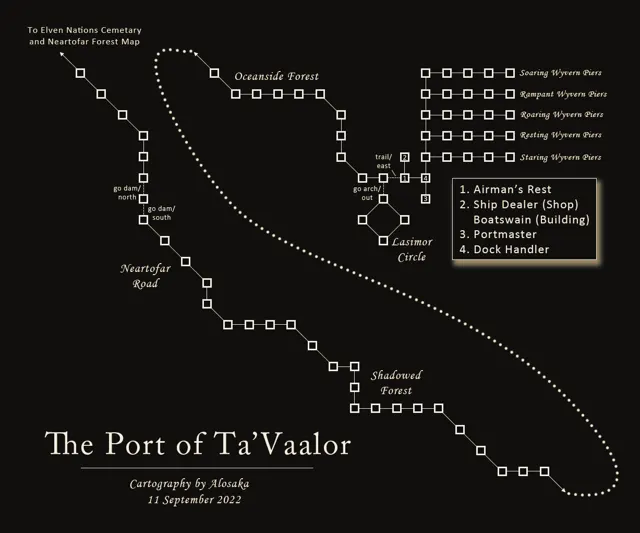 To Elven Nations Cemetary
and Neartofar Forest Map
Oceanside Forest
Soaring Wyvern Piers
Rampant Wyvern Piers
Roaring Wyvern Piers
Resting Wyvern Piers
Staring Wyvern Piers
trail/
east
2
1
4
3
go arch/
out
go dam/
north
go dam/
south
1. Airman's Rest
2. Ship Dealer (Shop)
Boatswain (Building)
3. Portmaster
4. Dock Handler
Lasimor
Circle
Neartofar
Road
Shadowed
Forest
The Port of Ta'Vaalor
Cartography by Alosaka
11 September 2022